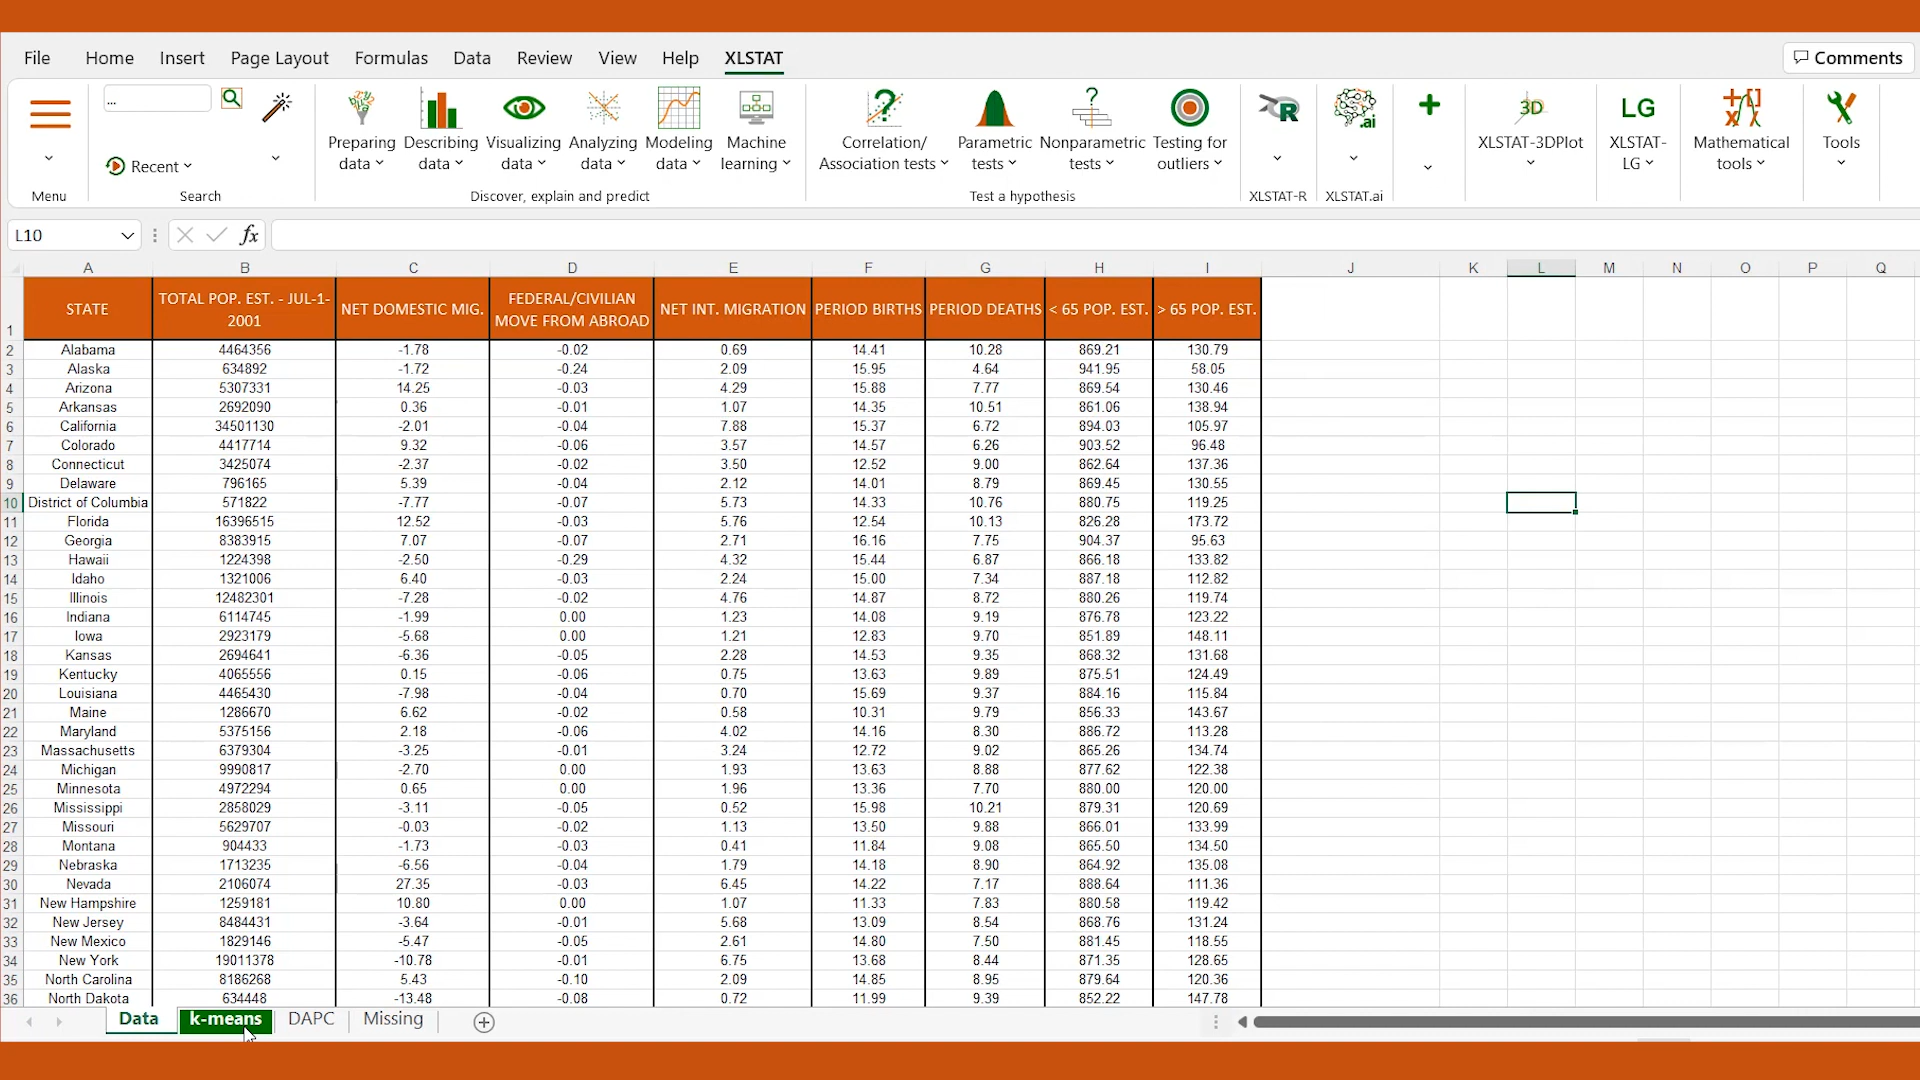 File Home Insert Page Layout Formulas Data Review View Help XLSTAT Comments
...
Recent
Menu
Search
Preparing data
Describing data
Visualizing data
Analyzing data
Modeling data
Machine learning
Discover, explain and predict
Correlation/ Association tests
Parametric tests
Nonparametric tests
Testing for outliers
Test a hypothesis
R
XLSTAT-R
.ai
XLSTAT.ai
3D
XLSTAT-3DPlot
LG
XLSTAT-LG
Mathematical tools
Tools
L10
fx
A B C D E F G H I J K L M N O P Q
1 STATE TOTAL POP. EST. - JUL-1-2001 NET DOMESTIC MIG. FEDERAL/CIVILIAN MOVE FROM ABROAD NET INT. MIGRATION PERIOD BIRTHS PERIOD DEATHS < 65 POP. EST. > 65 POP. EST.
2 Alabama 4464356 -1.78 -0.02 0.69 14.41 10.28 869.21 130.79
3 Alaska 634892 -1.72 -0.24 2.09 15.95 4.64 941.95 58.05
4 Arizona 5307331 14.25 -0.03 4.29 15.88 7.77 869.54 130.46
5 Arkansas 2692090 0.36 -0.01 1.07 14.35 10.51 861.06 138.94
6 California 34501130 -2.01 -0.04 7.88 15.37 6.72 894.03 105.97
7 Colorado 4417714 9.32 -0.06 3.57 14.57 6.26 903.52 96.48
8 Connecticut 3425074 -2.37 -0.02 3.50 12.52 9.00 862.64 137.36
9 Delaware 796165 5.39 -0.04 2.12 14.01 8.79 869.45 130.55
10 District of Columbia 571822 -7.77 -0.07 5.73 14.33 10.76 880.75 119.25
11 Florida 16396515 12.52 -0.03 5.76 12.54 10.13 826.28 173.72
12 Georgia 8383915 7.07 -0.07 2.71 16.16 7.75 904.37 95.63
13 Hawaii 1224398 -2.50 -0.29 4.32 15.44 6.87 866.18 133.82
14 Idaho 1321006 6.40 -0.03 2.24 15.00 7.34 887.18 112.82
15 Illinois 12482301 -7.28 -0.02 4.76 14.87 8.72 880.26 119.74
16 Indiana 6114745 -1.99 0.00 1.23 14.08 9.19 876.78 123.22
17 Iowa 2923179 -5.68 0.00 1.21 12.83 9.70 851.89 148.11
18 Kansas 2694641 -6.36 -0.05 2.28 14.53 9.35 868.32 131.68
19 Kentucky 4065556 0.15 -0.06 0.75 13.63 9.89 875.51 124.49
20 Louisiana 4465430 -7.98 -0.04 0.70 15.69 9.37 884.16 115.84
21 Maine 1286670 6.62 -0.02 0.58 10.31 9.79 856.33 143.67
22 Maryland 5375156 2.18 -0.06 4.02 14.16 8.30 886.72 113.28
23 Massachusetts 6379304 -3.25 -0.01 3.24 12.72 9.02 865.26 134.74
24 Michigan 9990817 -2.70 0.00 1.93 13.63 8.88 877.62 122.38
25 Minnesota 4972294 0.65 0.00 1.96 13.36 7.70 880.00 120.00
26 Mississippi 2858029 -3.11 -0.05 0.52 15.98 10.21 879.31 120.69
27 Missouri 5629707 -0.03 -0.02 1.13 13.50 9.88 866.01 133.99
28 Montana 904433 -1.73 -0.03 0.41 11.84 9.08 865.50 134.50
29 Nebraska 1713235 -6.56 -0.04 1.79 14.18 8.90 864.92 135.08
30 Nevada 2106074 27.35 -0.03 6.45 14.22 7.17 888.64 111.36
31 New Hampshire 1259181 10.80 0.00 1.07 11.33 7.83 880.58 119.42
32 New Jersey 8484431 -3.64 -0.01 5.68 13.09 8.54 868.76 131.24
33 New Mexico 1829146 -5.47 -0.05 2.61 14.80 7.50 881.45 118.55
34 New York 19011378 -10.78 -0.01 6.75 13.68 8.44 871.35 128.65
35 North Carolina 8186268 5.43 -0.10 2.09 14.85 8.95 879.64 120.36
36 North Dakota 634448 -13.48 -0.08 0.72 11.99 9.39 852.22 147.78
Data k-means DAPC Missing